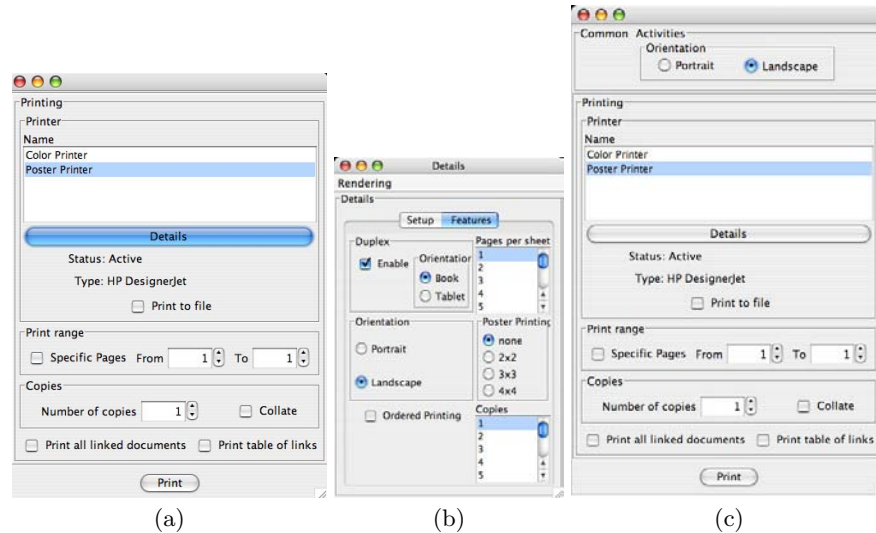 Printing
Printer
Name
Color Printer
Poster Printer
Details
Status: Active
Type: HP DesignerJet
Print to file
Print range
Specific Pages From 1 To 1
Copies
Number of copies 1 Collate
Print all linked documents Print table of links
Print
(a)
Details
Rendering
Details
Setup Features
Duplex
Enable
Orientation
Book
Tablet
Pages per sheet
1
2
3
4
5
Orientation
Portrait
Landscape
Poster Printing
none
2x2
3x3
4x4
Ordered Printing
Copies
1
2
3
4
5
(b)
Common Activities
Orientation
Portrait Landscape
Printing
Printer
Name
Color Printer
Poster Printer
Details
Status: Active
Type: HP DesignerJet
Print to file
Print range
Specific Pages From 1 To 1
Copies
Number of copies 1 Collate
Print all linked documents Print table of links
Print
(c)